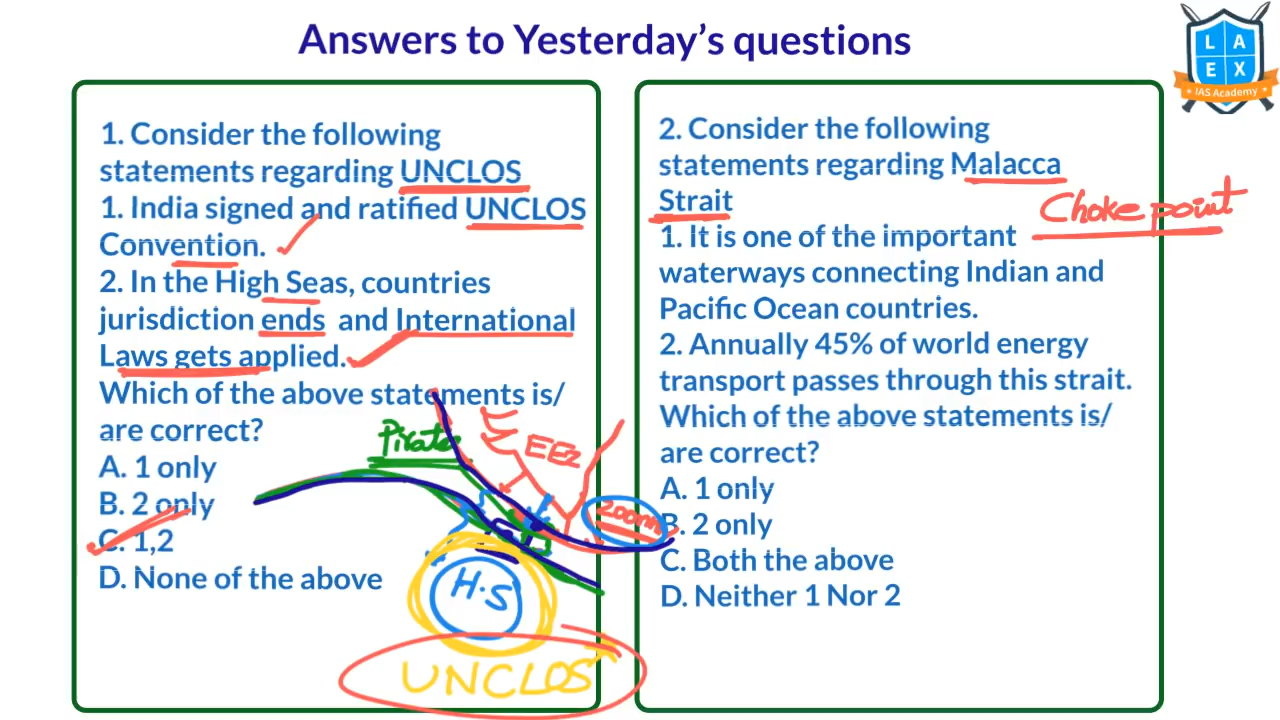 Answers to Yesterday's questions
L A
E X
IAS Academy
1. Consider the following
statements regarding UNCLOS
1. India signed and ratified UNCLOS
Convention.
2. In the High Seas, countries
jurisdiction ends and International
Laws gets applied.
Which of the above statements is/
are correct?
A. 1 only
B. 2 only
C. 1,2
D. None of the above
Pirates
EEz
200nm
H.S
UNCLOS
2. Consider the following
statements regarding Malacca
Strait
Choke point
1. It is one of the important
waterways connecting Indian and
Pacific Ocean countries.
2. Annually 45% of world energy
transport passes through this strait.
Which of the above statements is/
are correct?
A. 1 only
B. 2 only
C. Both the above
D. Neither 1 Nor 2